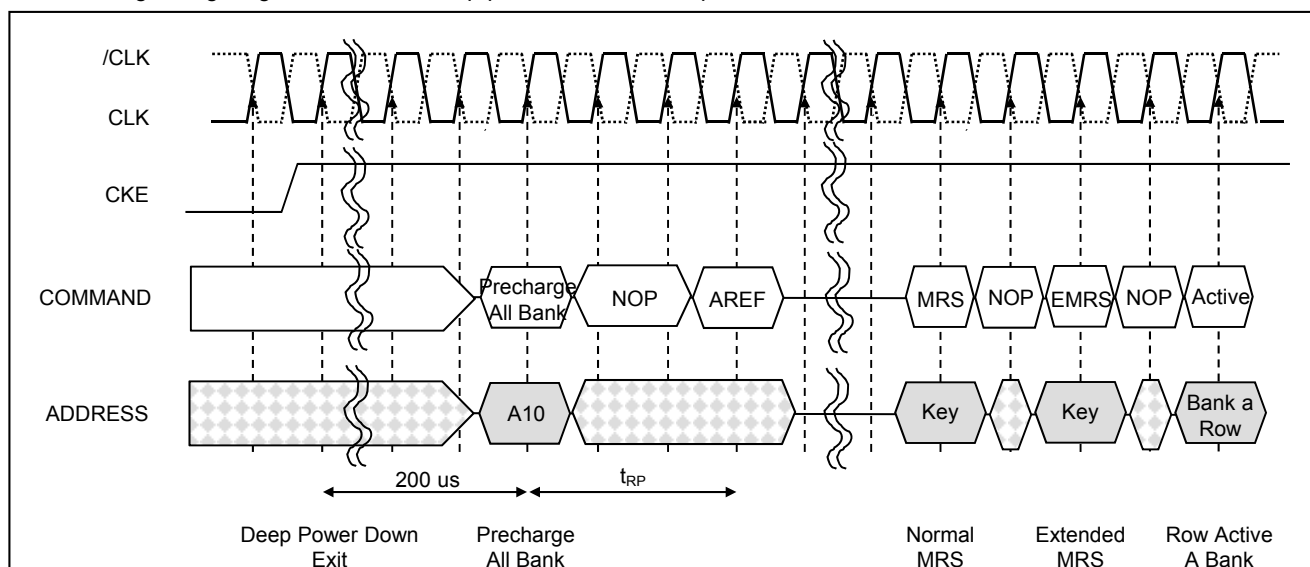 /CLK
CLK
CKE
COMMAND
Precharge
All Bank
NOP
AREF
MRS
NOP
EMRS
NOP
Active
ADDRESS
A10
Key
Key
Bank a
Row
200 us
tRP
Deep Power Down
Exit
Precharge
All Bank
Normal
MRS
Extended
MRS
Row Active
A Bank